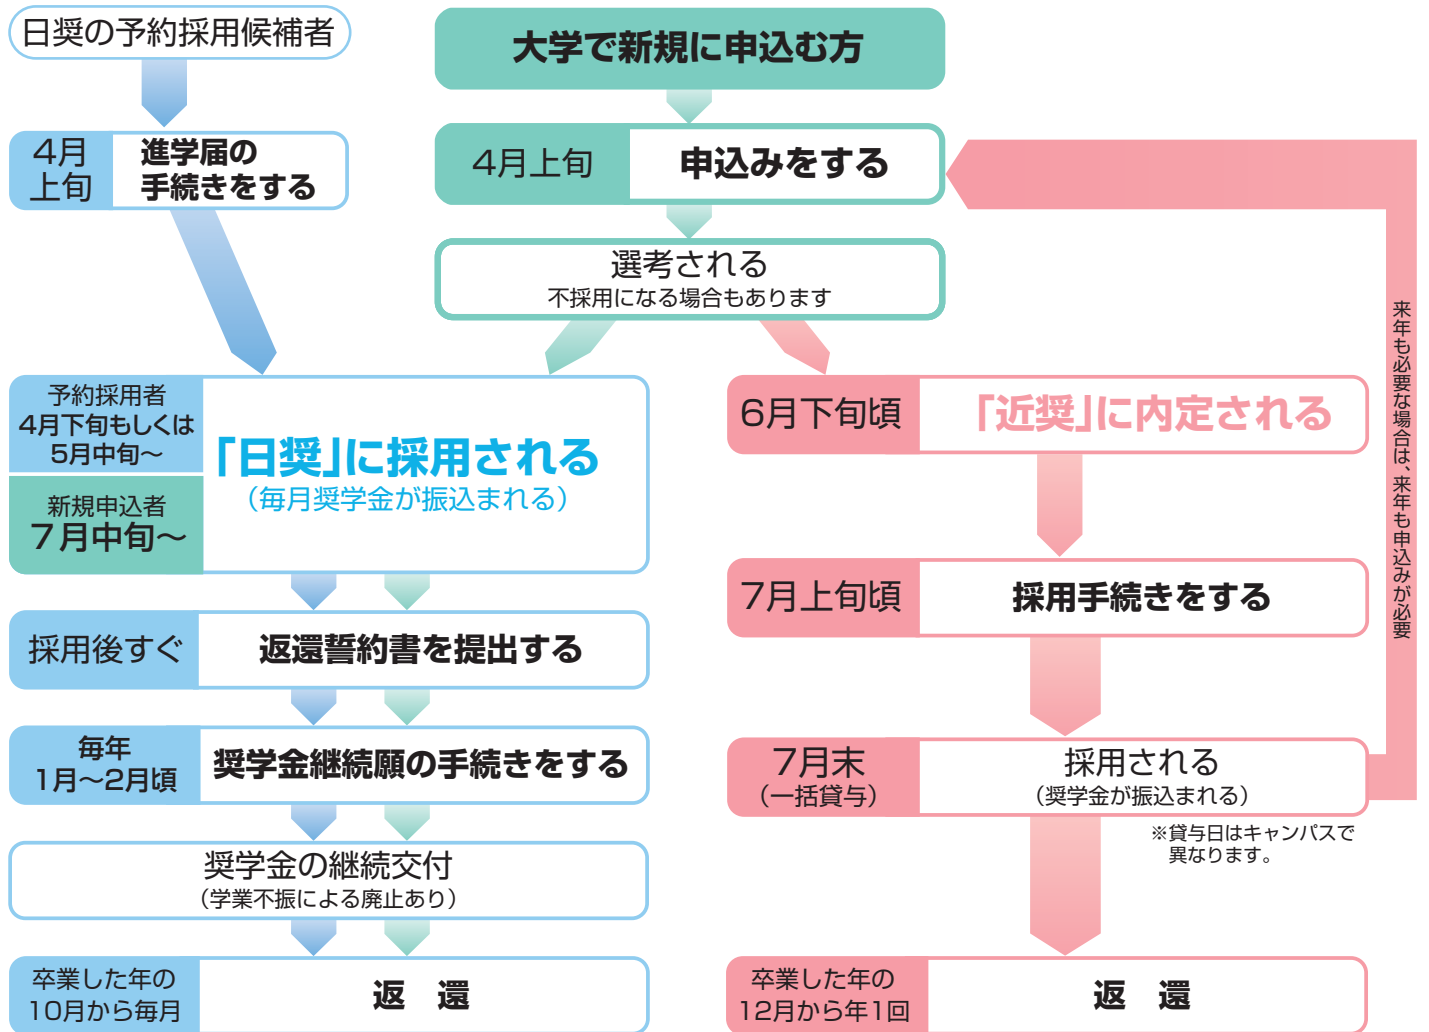 日奨の予約採用候補者
4月
上旬
進学届の
手続きをする
大学で新規に申込む方
4月上旬
申込みをする
選考される
不採用になる場合もあります
予約採用者
4月下旬もしくは
5月中旬～
新規申込者
7月中旬～
「日奨」に採用される
（毎月奨学金が振込まれる）
採用後すぐ
返還誓約書を提出する
毎年
1月～2月頃
奨学金継続願の手続きをする
奨学金の継続交付
（学業不振による廃止あり）
卒業した年の
10月から毎月
返　還
6月下旬頃
「近奨」に内定される
7月上旬頃
採用手続きをする
7月末
（一括貸与）
採用される
（奨学金が振込まれる）
※貸与日はキャンパスで
異なります。
卒業した年の
12月から年1回
返　還
来年も必要な場合は、来年も申込みが必要